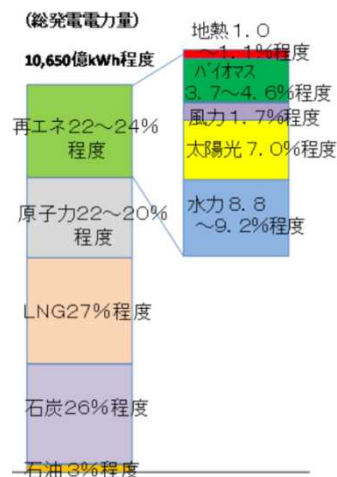 (総発電電力量)
10,650億kWh程度
再エネ22～24%
程度
原子力22～20%
程度
LNG27%程度
石炭26%程度
石油3%程度
地熱1.0
～1.1%程度
バイオマス
3.7～4.6%程度
風力1.7%程度
太陽光7.0%程度
水力8.8
～9.2%程度